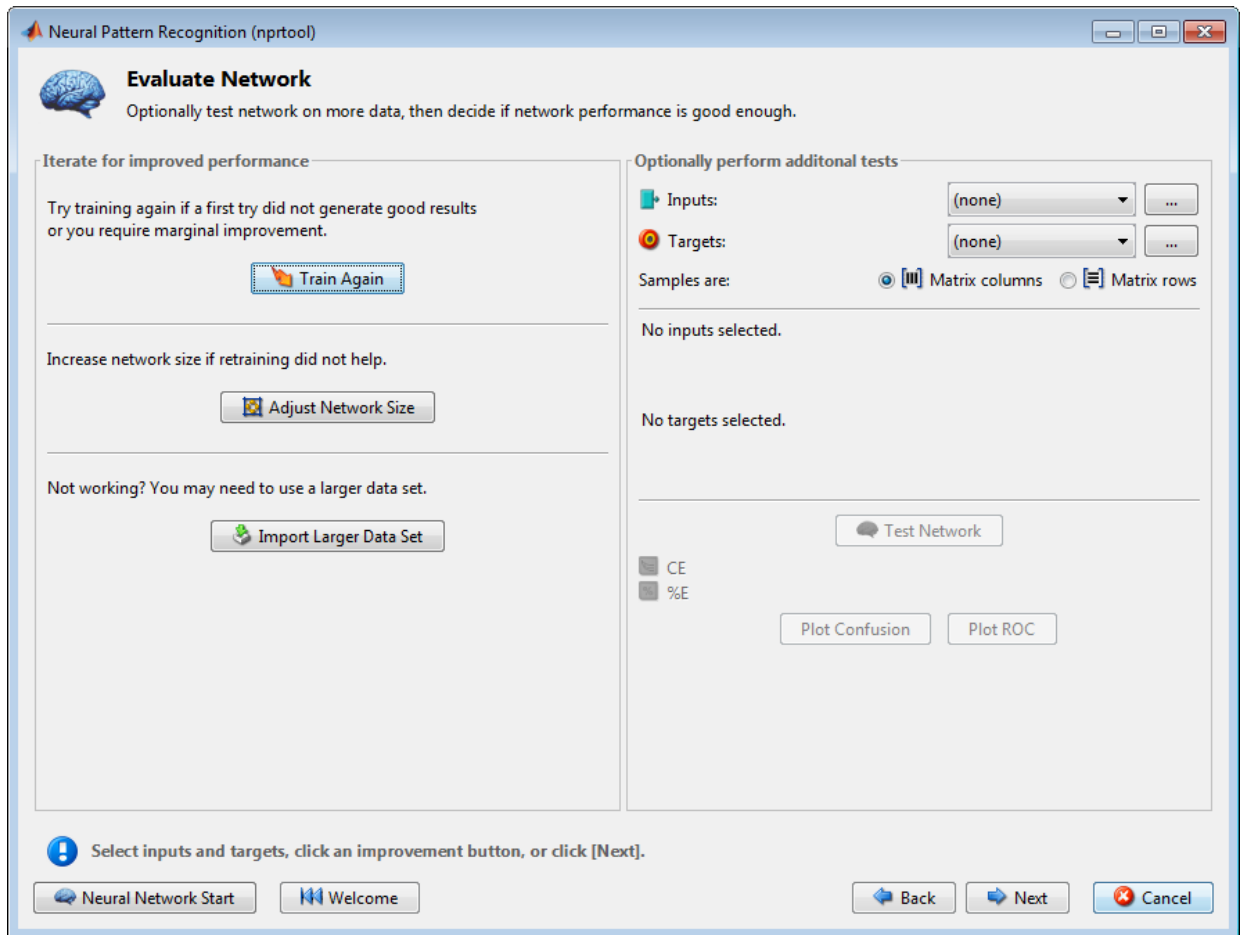 Neural Pattern Recognition (nprtool)
Evaluate Network
Optionally test network on more data, then decide if network performance is good enough.
Iterate for improved performance
Try training again if a first try did not generate good results
or you require marginal improvement.
Train Again
Increase network size if retraining did not help.
Adjust Network Size
Not working? You may need to use a larger data set.
Import Larger Data Set
Optionally perform additonal tests
Inputs: (none) ...
Targets: (none) ...
Samples are: Matrix columns Matrix rows
No inputs selected.
No targets selected.
Test Network
CE
%E
Plot Confusion Plot ROC
Select inputs and targets, click an improvement button, or click [Next].
Neural Network Start Welcome Back Next Cancel